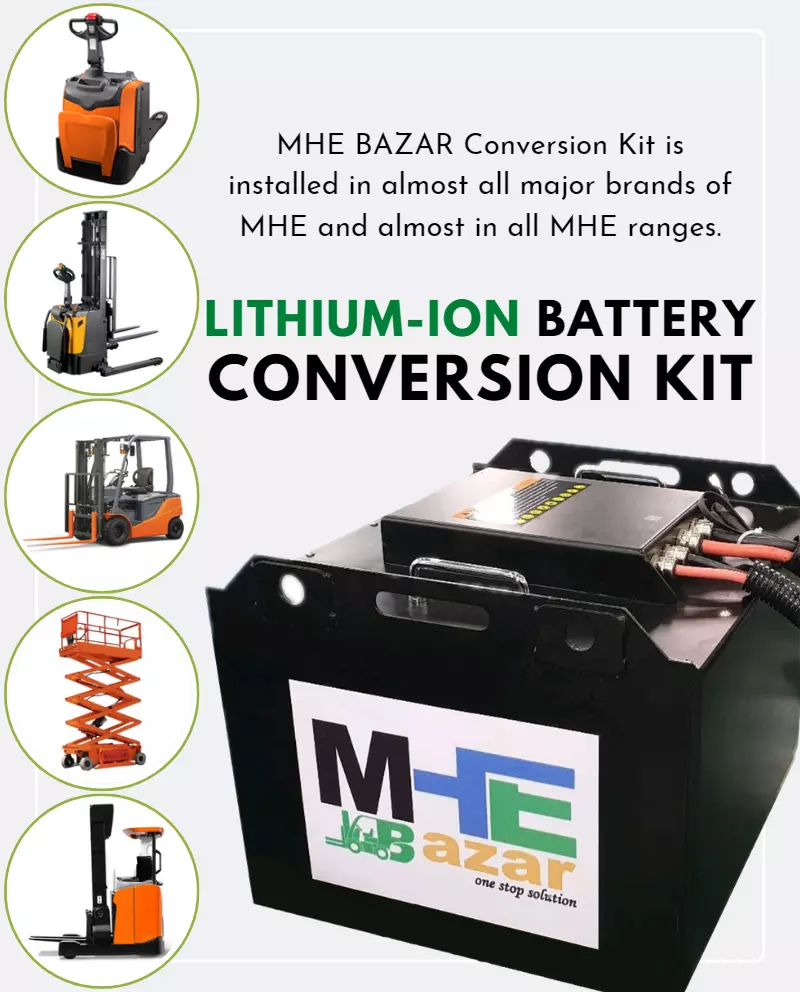 MHE BAZAR Conversion Kit is
installed in almost all major brands of
MHE and almost in all MHE ranges.
LITHIUM-ION BATTERY
CONVERSION KIT
MHE
Bazar
one stop solution